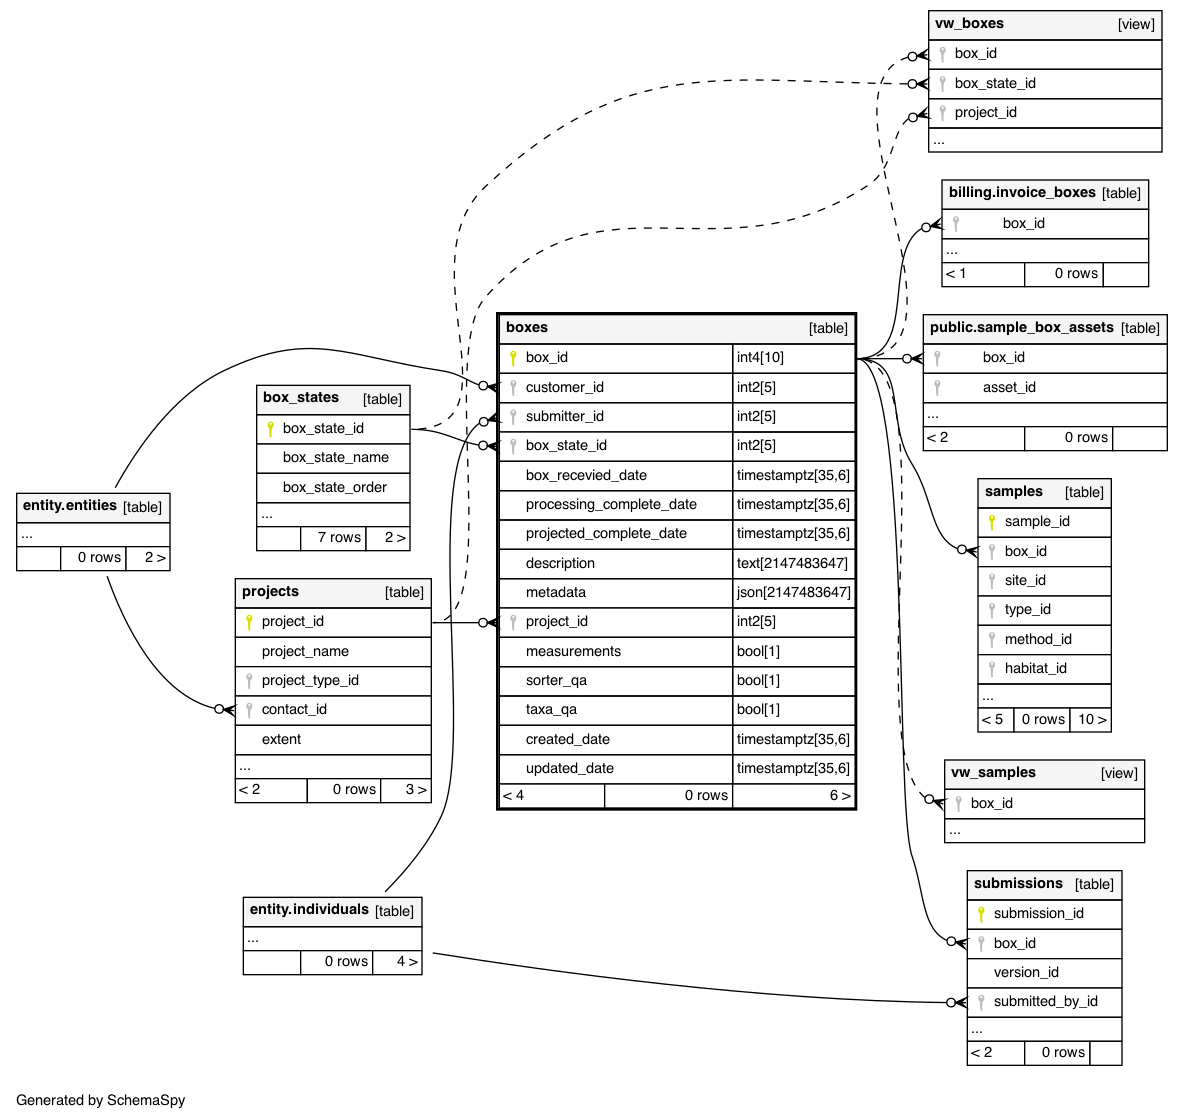 vw_boxes [view]
box_id
box_state_id
project_id
...
billing.invoice_boxes [table]
box_id
...
< 1 0 rows
boxes [table]
box_id int4[10]
customer_id int2[5]
submitter_id int2[5]
box_state_id int2[5]
box_recevied_date timestamptz[35,6]
processing_complete_date timestamptz[35,6]
projected_complete_date timestamptz[35,6]
description text[2147483647]
metadata json[2147483647]
project_id int2[5]
measurements bool[1]
sorter_qa bool[1]
taxa_qa bool[1]
created_date timestamptz[35,6]
updated_date timestamptz[35,6]
< 4 0 rows 6 >
public.sample_box_assets [table]
box_id
asset_id
...
< 2 0 rows
box_states [table]
box_state_id
box_state_name
box_state_order
...
7 rows 2 >
entity.entities [table]
...
0 rows 2 >
samples [table]
sample_id
box_id
site_id
type_id
method_id
habitat_id
...
< 5 0 rows 10 >
projects [table]
project_id
project_name
project_type_id
contact_id
extent
...
< 2 0 rows 3 >
vw_samples [view]
box_id
...
entity.individuals [table]
...
0 rows 4 >
submissions [table]
submission_id
box_id
version_id
submitted_by_id
...
< 2 0 rows
Generated by SchemaSpy